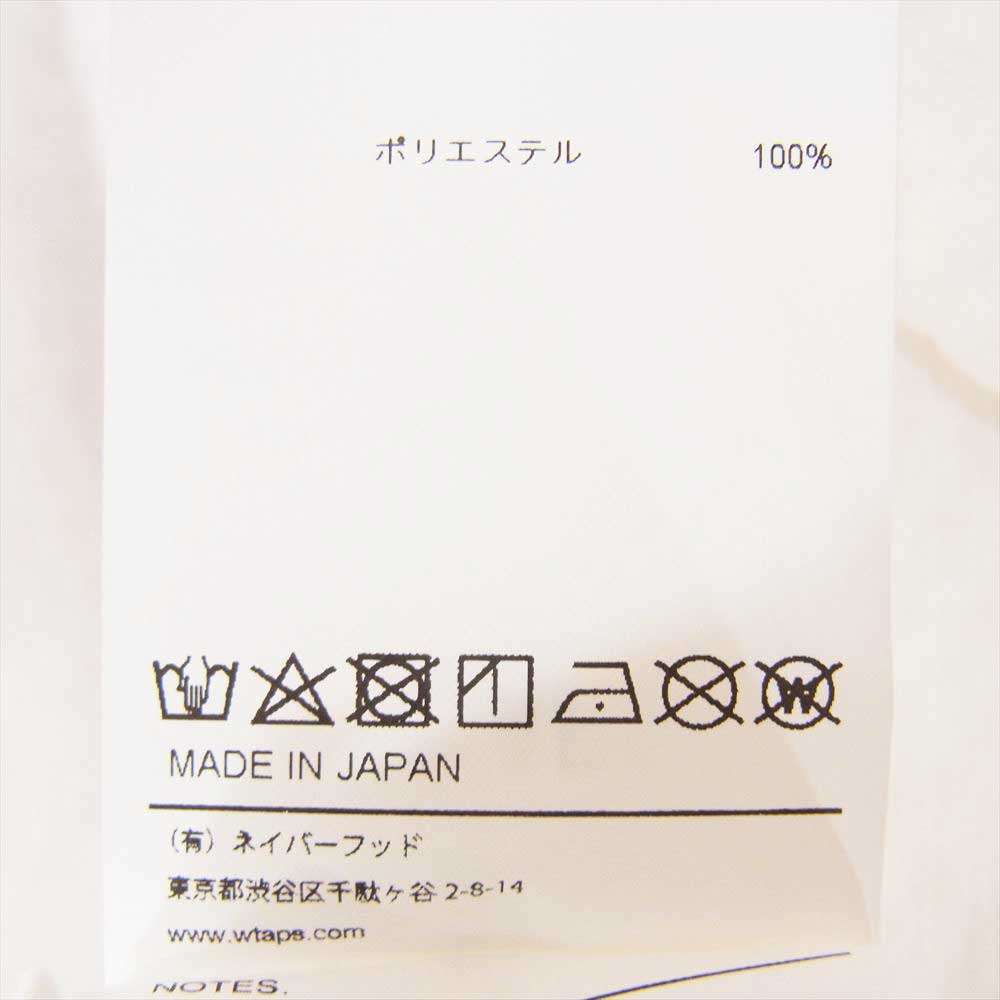 ポリエステル 100%
W
MADE IN JAPAN
(有) ネイバーフッド
東京都渋谷区千駄ヶ谷 2-8-14
www.wtaps.com
NOTES.